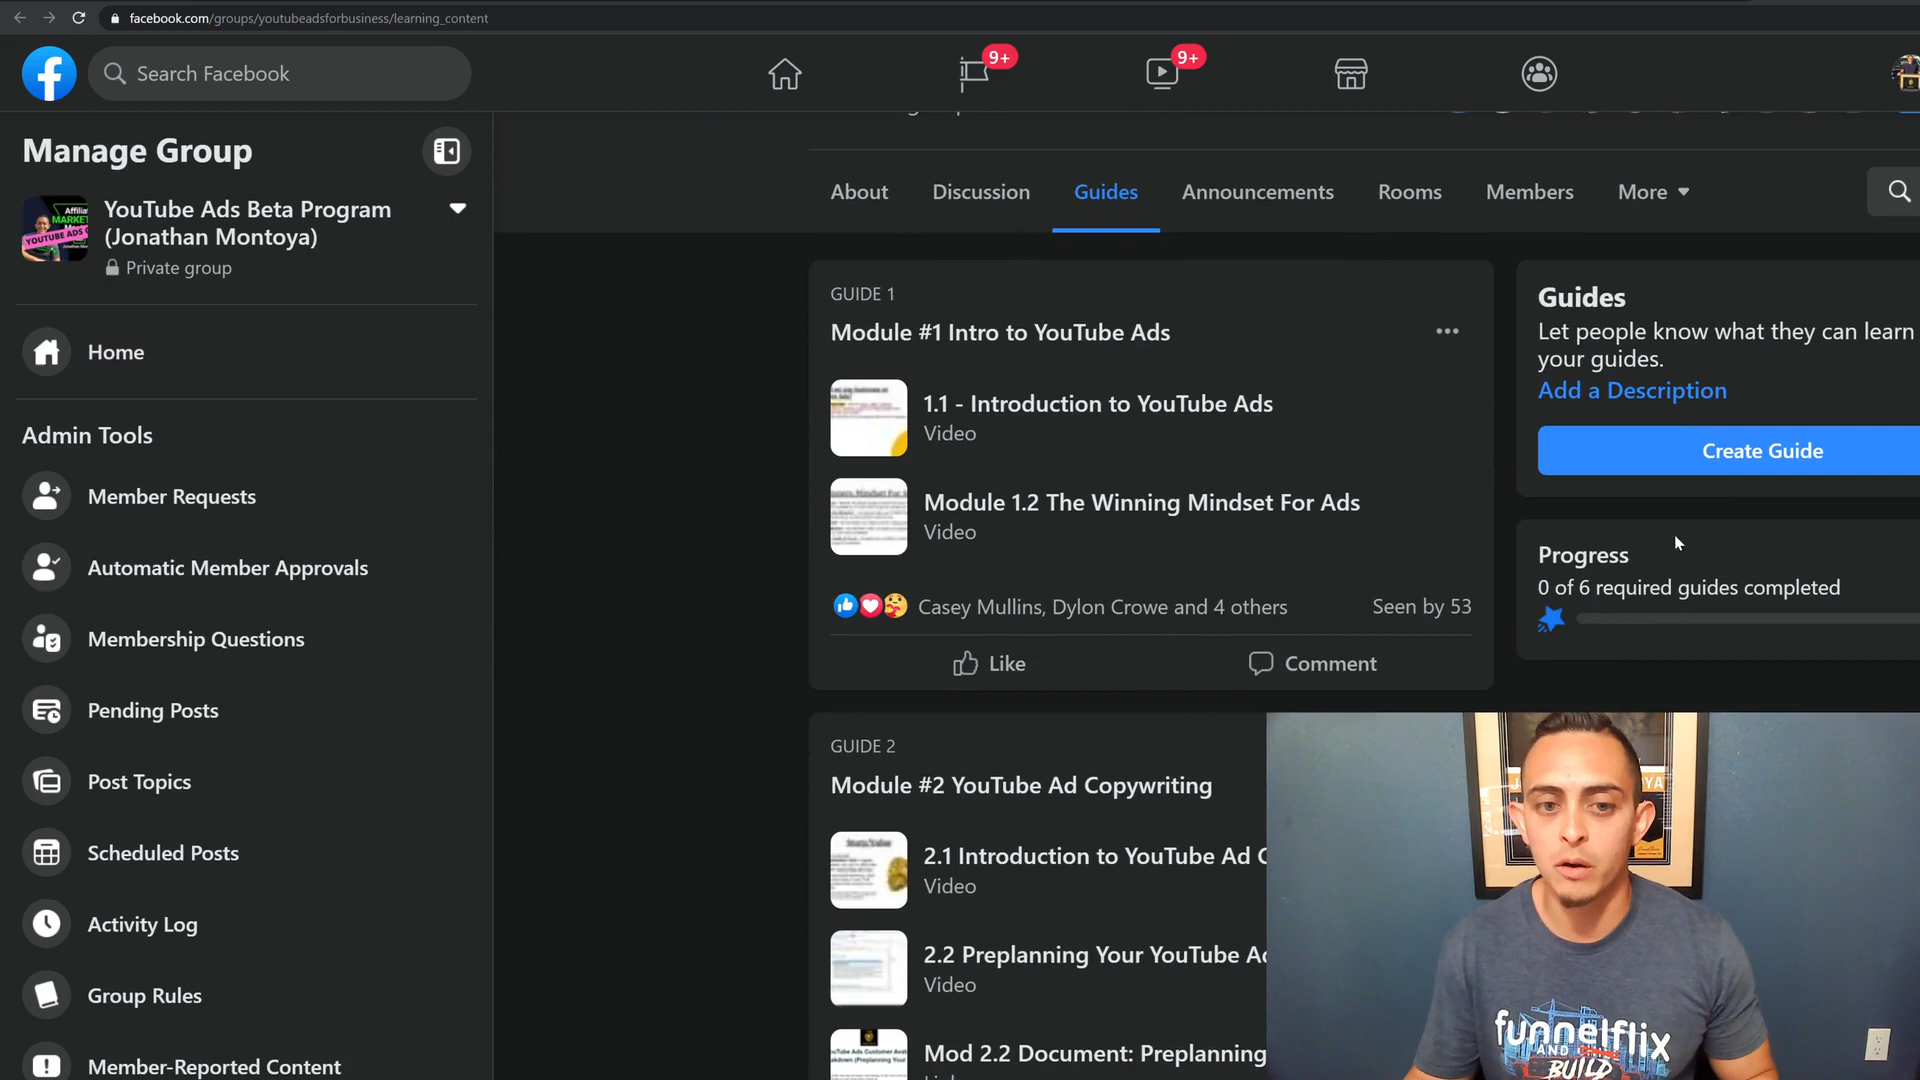 facebook.com/groups/youtubeadsforbusiness/learning_content
Search Facebook
9+
9+
Manage Group
YouTube Ads Beta Program
(Jonathan Montoya)
Private group
Home
Admin Tools
Member Requests
Automatic Member Approvals
Membership Questions
Pending Posts
Post Topics
Scheduled Posts
Activity Log
Group Rules
Member-Reported Content
About
Discussion
Guides
Announcements
Rooms
Members
More
GUIDE 1
Module #1 Intro to YouTube Ads
1.1 - Introduction to YouTube Ads
Video
Module 1.2 The Winning Mindset For Ads
Video
Casey Mullins, Dylon Crowe and 4 others
Seen by 53
Like
Comment
GUIDE 2
Module #2 YouTube Ad Copywriting
2.1 Introduction to YouTube Ad
Video
2.2 Preplanning Your YouTube
Video
Mod 2.2 Document: Preplanning
Guides
Let people know what they can learn
your guides.
Add a Description
Create Guide
Progress
0 of 6 required guides completed
funnelflix
AND
BUILD